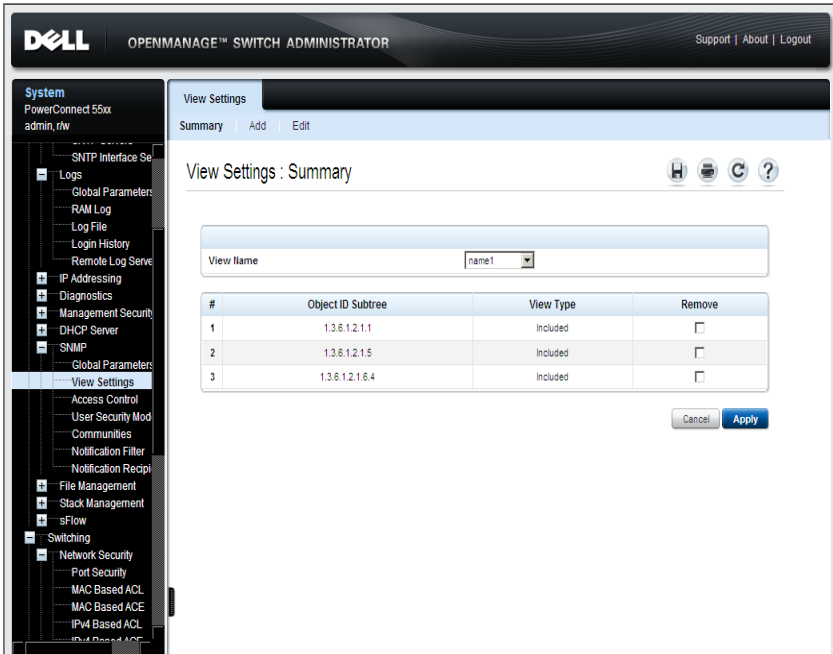 DELL
OPENMANAGE™ SWITCH ADMINISTRATOR
Support | About | Logout
System
PowerConnect 55xx
admin, r/w
SNTP Interface Se
Logs
Global Parameters
RAM Log
Log File
Login History
Remote Log Serve
IP Addressing
Diagnostics
Management Securit
DHCP Server
SNMP
Global Parameters
View Settings
Access Control
User Security Mod
Communities
Notification Filter
Notification Recipi
File Management
Stack Management
sFlow
Switching
Network Security
Port Security
MAC Based ACL
MAC Based ACE
IPv4 Based ACL
IPv4 Based ACE
View Settings
Summary | Add | Edit
View Settings : Summary
View Name name1
# Object ID Subtree View Type Remove
1 1.3.6.1.2.1.1 Included
2 1.3.6.1.2.1.5 Included
3 1.3.6.1.2.1.6.4 Included
Cancel Apply